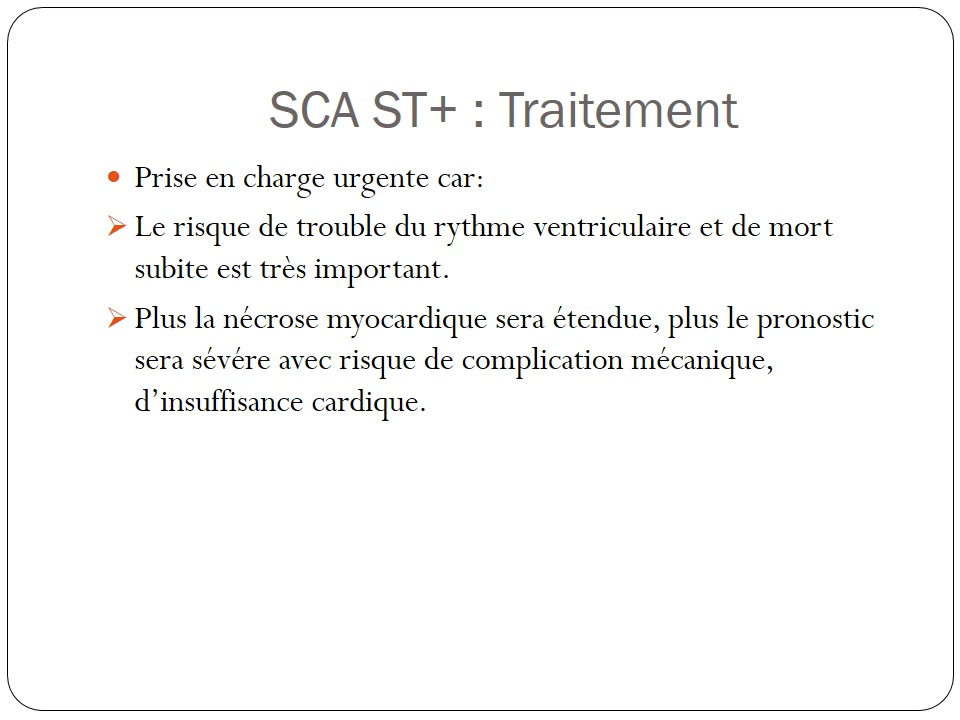 SCA ST+ : Traitement
Prise en charge urgente car:
Le risque de trouble du rythme ventriculaire et de mort
subite est très important.
Plus la nécrose myocardique sera étendue, plus le pronostic
sera sévére avec risque de complication mécanique,
d’insuffisance cardique.